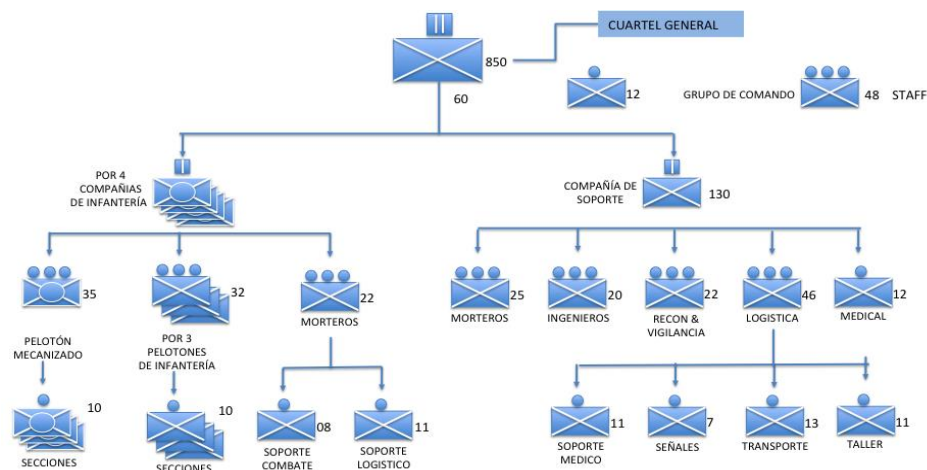 CUARTEL GENERAL
850
60
12
GRUPO DE COMANDO
48
STAFF
POR 4
COMPAÑIAS
DE INFANTERÍA
COMPAÑÍA DE
SOPORTE
130
35
32
22
25
20
22
46
12
PELOTÓN
MECANIZADO
POR 3
PELOTONES
DE INFANTERÍA
MORTEROS
MORTEROS
INGENIEROS
RECON &
VIGILANCIA
LOGISTICA
MEDICAL
10
10
08
11
11
7
13
11
SECCIONES
SECCIONES
SOPORTE
COMBATE
SOPORTE
LOGISTICO
SOPORTE
MEDICO
SEÑALES
TRANSPORTE
TALLER